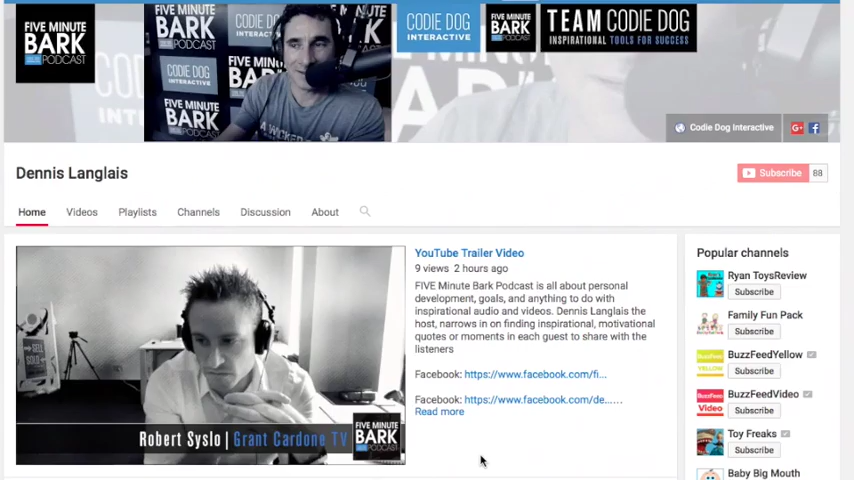 FIVE MINUTE
BARK
PODCAST
CODIE DOG
INTERACTIVE
FIVE MINUTE
BARK
PODCAST
CODIE DOG
FIVE MINUTE
BARK
PODCAST
CODIE DOG
INTERACTIVE
FIVE MINUTE
BARK
PODCAST
TEAM CODIE DOG
INSPIRATIONAL TOOLS FOR SUCCESS
Codie Dog Interactive
Dennis Langlais
Subscribe 88
Home Videos Playlists Channels Discussion About
Robert Syslo | Grant Cardone TV
FIVE MINUTE
BARK
PODCAST
YouTube Trailer Video
9 views 2 hours ago
FIVE Minute Bark Podcast is all about personal
development, goals, and anything to do with
inspirational audio and videos. Dennis Langlais the
host, narrows in on finding inspirational, motivational
quotes or moments in each guest to share with the
listeners
Facebook: https://www.facebook.com/fi...
Facebook: https://www.facebook.com/de......
Read more
Popular channels
Ryan ToysReview
Subscribe
Family Fun Pack
Subscribe
BuzzFeedYellow
Subscribe
BuzzFeedVideo
Subscribe
Toy Freaks
Subscribe
Baby Big Mouth